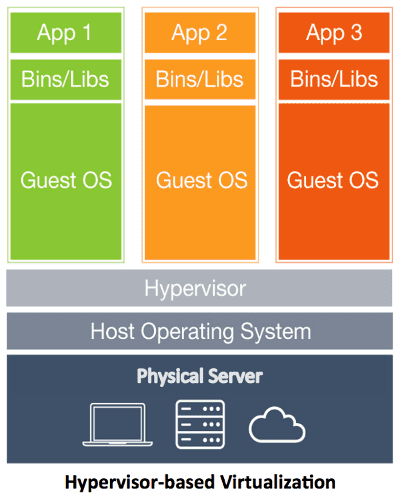 App 1
App 2
App 3
Bins/Libs
Bins/Libs
Bins/Libs
Guest OS
Guest OS
Guest OS
Hypervisor
Host Operating System
Physical Server
Hypervisor-based Virtualization